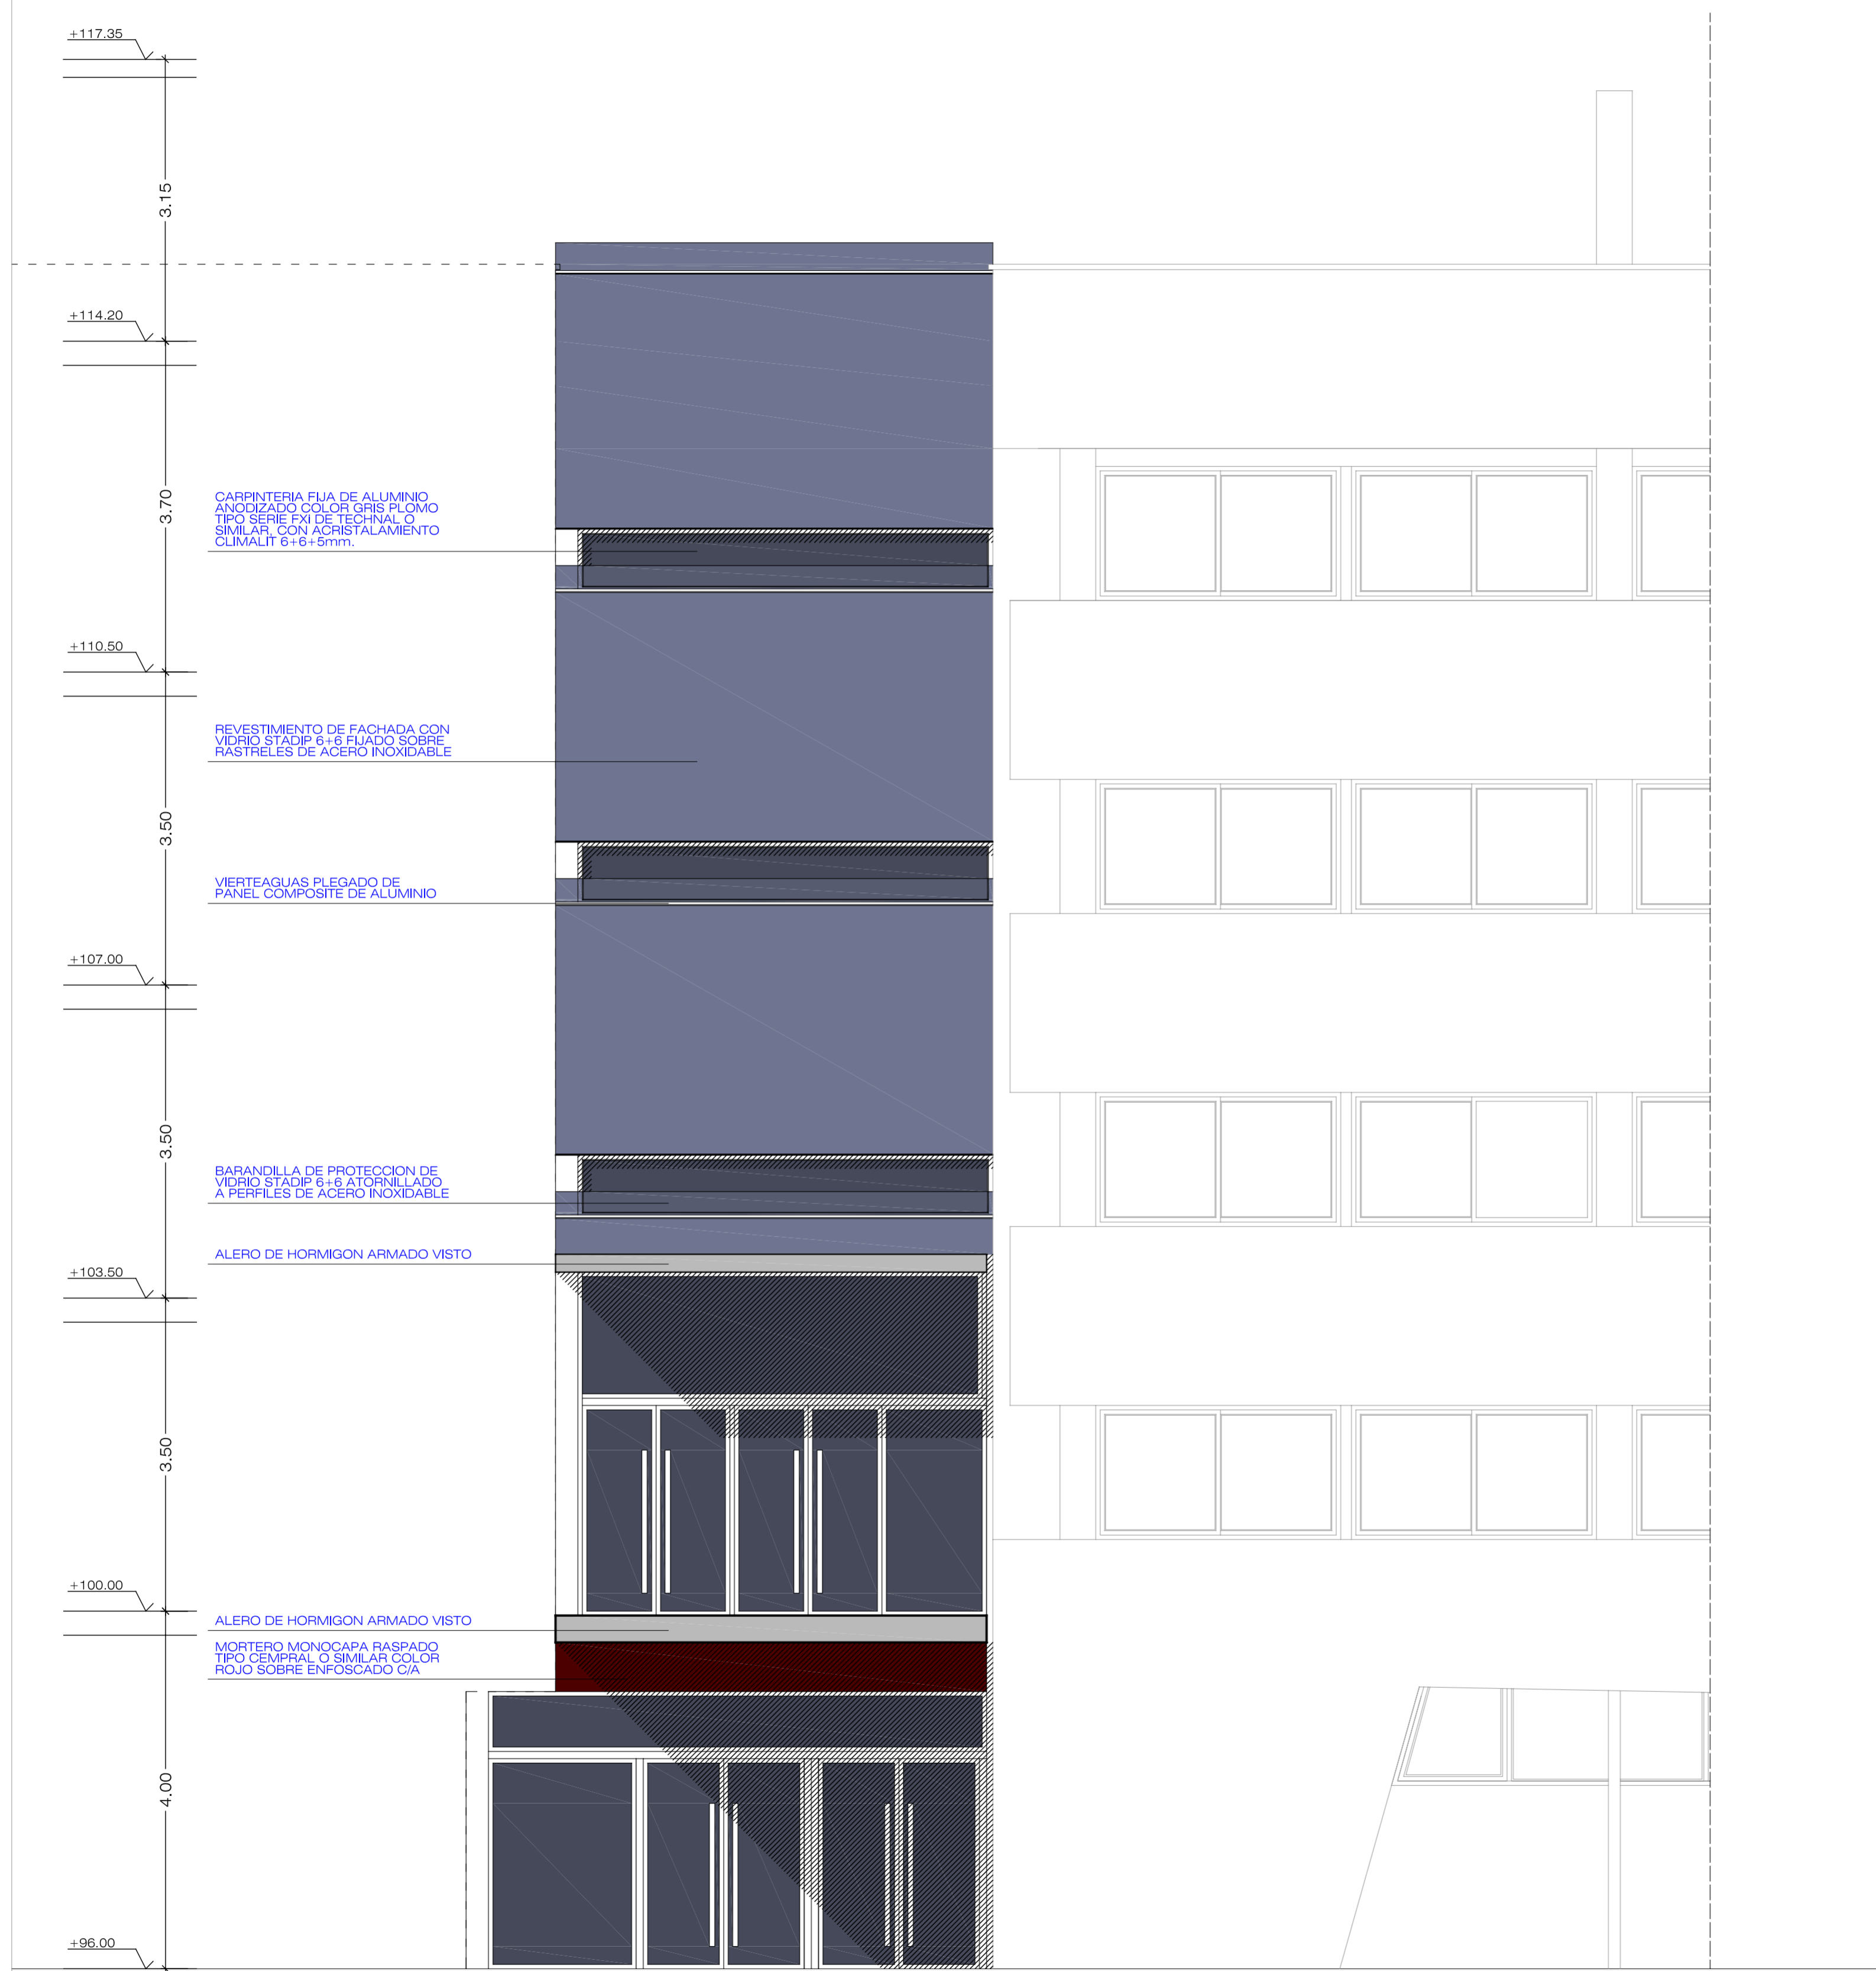 +117.35
3.15
+114.20
3.70
CARPINTERIA FIJA DE ALUMINIO
ANODIZADO COLOR GRIS PLOMO
TIPO SERIE FXI DE TECHNAL O
SIMILAR, CON ACRISTALAMIENTO
CLIMALIT 6+6+5mm.
+110.50
REVESTIMIENTO DE FACHADA CON
VIDRIO STADIP 6+6 FIJADO SOBRE
RASTRELES DE ACERO INOXIDABLE
3.50
VIERTEAGUAS PLEGADO DE
PANEL COMPOSITE DE ALUMINIO
+107.00
3.50
BARANDILLA DE PROTECCION DE
VIDRIO STADIP 6+6 ATORNILLADO
A PERFILES DE ACERO INOXIDABLE
ALERO DE HORMIGON ARMADO VISTO
+103.50
3.50
+100.00
ALERO DE HORMIGON ARMADO VISTO
MORTERO MONOCAPA RASPADO
TIPO CEMPRAL O SIMILAR COLOR
ROJO SOBRE ENFOSCADO C/A
4.00
+96.00